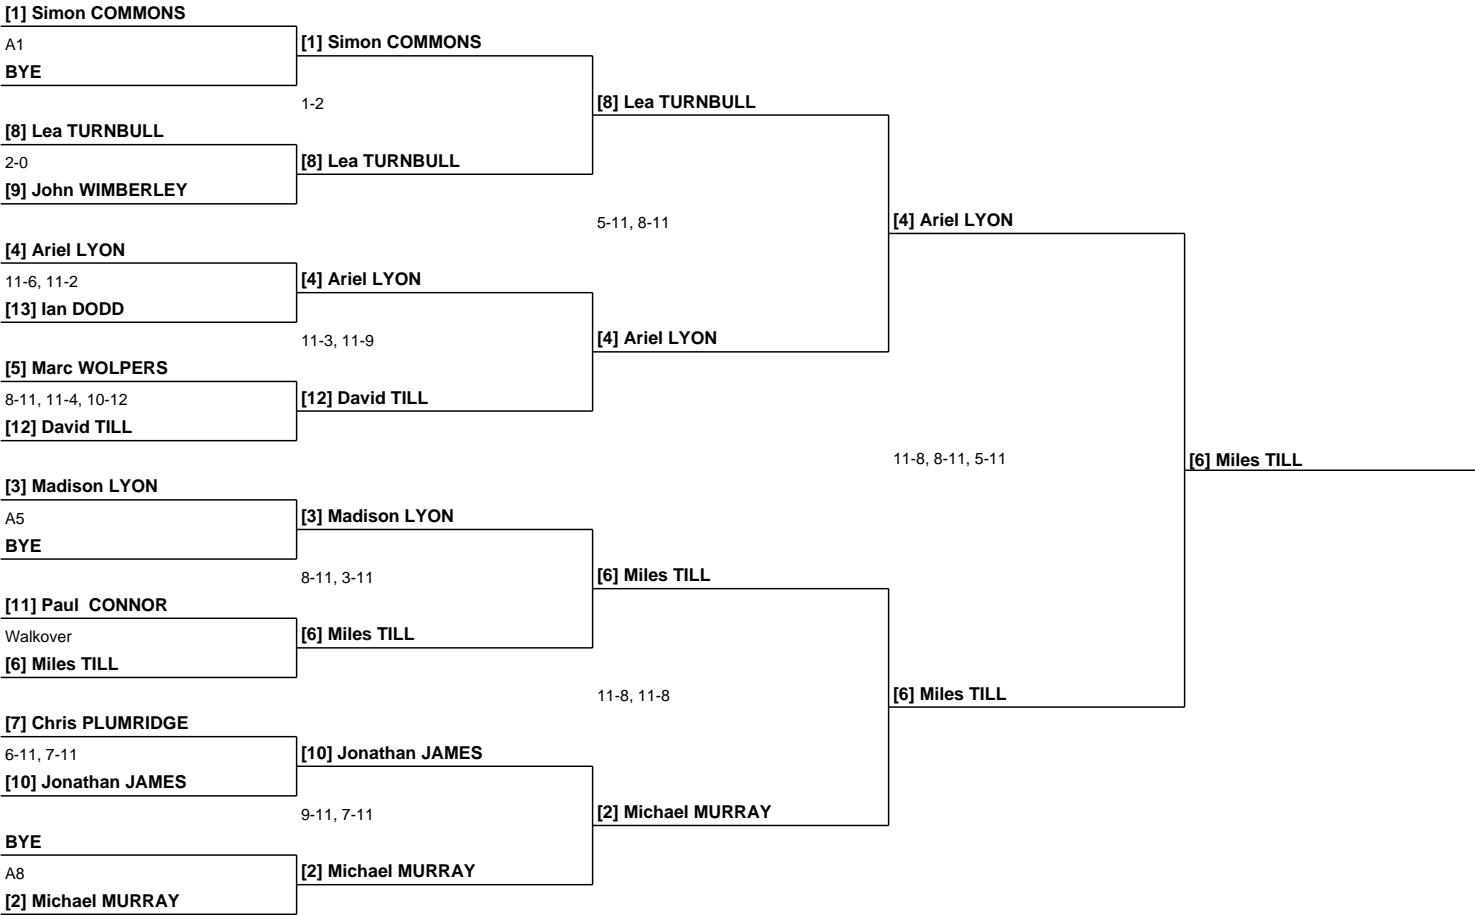 [1] Simon COMMONS
A1
BYE
[8] Lea TURNBULL
2-0
[9] John WIMBERLEY
[4] Ariel LYON
11-6, 11-2
[13] Ian DODD
[5] Marc WOLPERS
8-11, 11-4, 10-12
[12] David TILL
[3] Madison LYON
A5
BYE
[11] Paul  CONNOR
Walkover
[6] Miles TILL
[7] Chris PLUMRIDGE
6-11, 7-11
[10] Jonathan JAMES
BYE
A8
[2] Michael MURRAY
[1] Simon COMMONS
1-2
[8] Lea TURNBULL
[4] Ariel LYON
11-3, 11-9
[12] David TILL
[3] Madison LYON
8-11, 3-11
[6] Miles TILL
[10] Jonathan JAMES
9-11, 7-11
[2] Michael MURRAY
[8] Lea TURNBULL
5-11, 8-11
[4] Ariel LYON
[6] Miles TILL
11-8, 11-8
[2] Michael MURRAY
[4] Ariel LYON
11-8, 8-11, 5-11
[6] Miles TILL
[6] Miles TILL